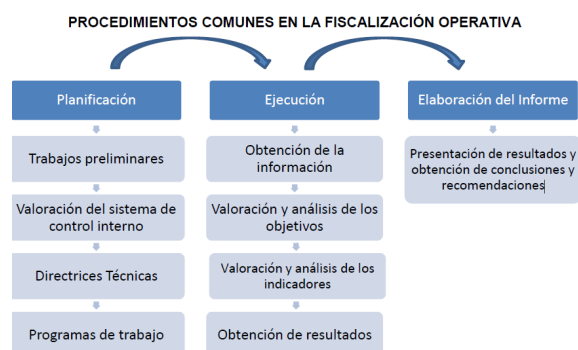 PROCEDIMIENTOS COMUNES EN LA FISCALIZACIÓN OPERATIVA
Planificación
Trabajos preliminares
Valoración del sistema de
control interno
Directrices Técnicas
Programas de trabajo
Ejecución
Obtención de la
información
Valoración y análisis de los
objetivos
Valoración y análisis de los
indicadores
Obtención de resultados
Elaboración del Informe
Presentación de resultados y
obtención de conclusiones y
recomendaciones